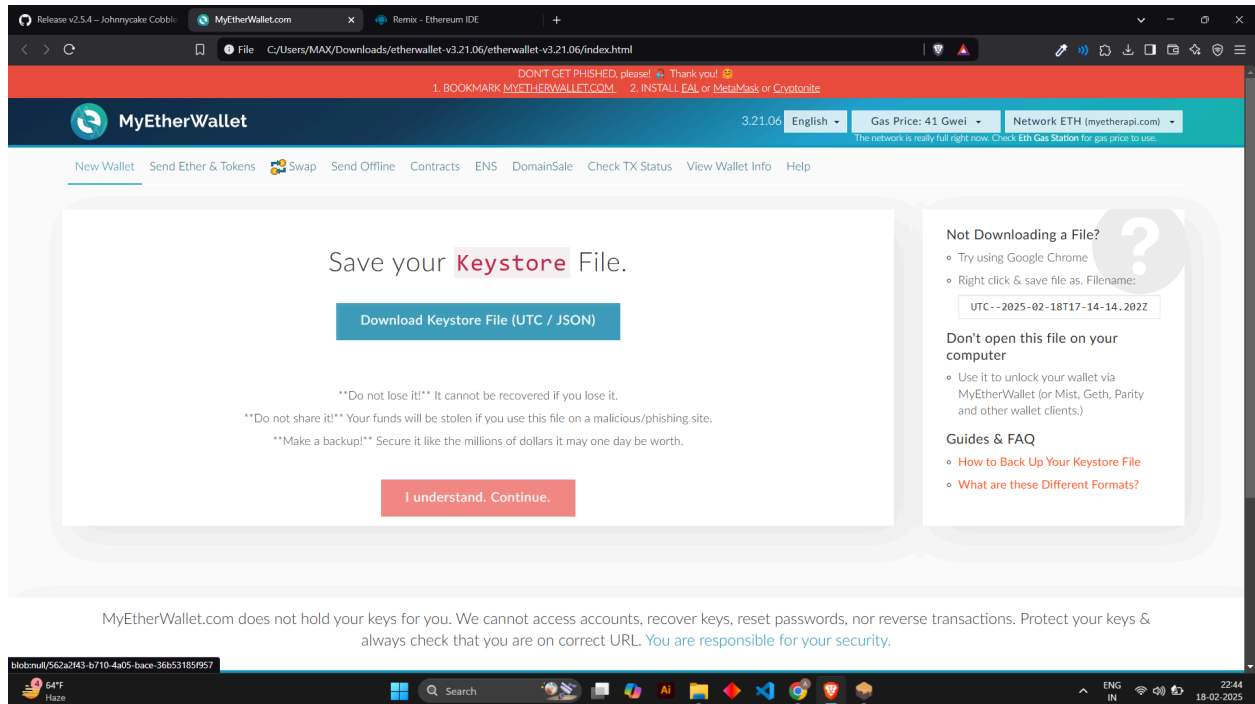 Release v2.5.4 – Johnnycake Cobble
MyEtherWallet.com
Remix - Ethereum IDE
File C:/Users/MAX/Downloads/etherwallet-v3.21.06/etherwallet-v3.21.06/index.html
DON'T GET PHISHED, please! Thank you!
1. BOOKMARK MYETHERWALLET.COM 2. INSTALL EAL or MetaMask or Cryptonite
MyEtherWallet
3.21.06 English Gas Price: 41 Gwei Network ETH (myetherapi.com)
The network is really full right now. Check Eth Gas Station for gas price to use.
New Wallet Send Ether & Tokens Swap Send Offline Contracts ENS DomainSale Check TX Status View Wallet Info Help
Save your Keystore File.
Download Keystore File (UTC / JSON)
**Do not lose it!** It cannot be recovered if you lose it.
**Do not share it!** Your funds will be stolen if you use this file on a malicious/phishing site.
**Make a backup!** Secure it like the millions of dollars it may one day be worth.
I understand. Continue.
Not Downloading a File?
Try using Google Chrome
Right click & save file as. Filename:
UTC--2025-02-18T17-14-14.202Z
Don't open this file on your
computer
Use it to unlock your wallet via
MyEtherWallet (or Mist, Geth, Parity
and other wallet clients.)
Guides & FAQ
How to Back Up Your Keystore File
What are these Different Formats?
MyEtherWallet.com does not hold your keys for you. We cannot access accounts, recover keys, reset passwords, nor reverse transactions. Protect your keys &
always check that you are on correct URL. You are responsible for your security.
blob:null/562a2f43-b710-4a05-bace-36b53185f957
4
64°F
Haze
Search
Ai
ENG
IN
22:44
18-02-2025